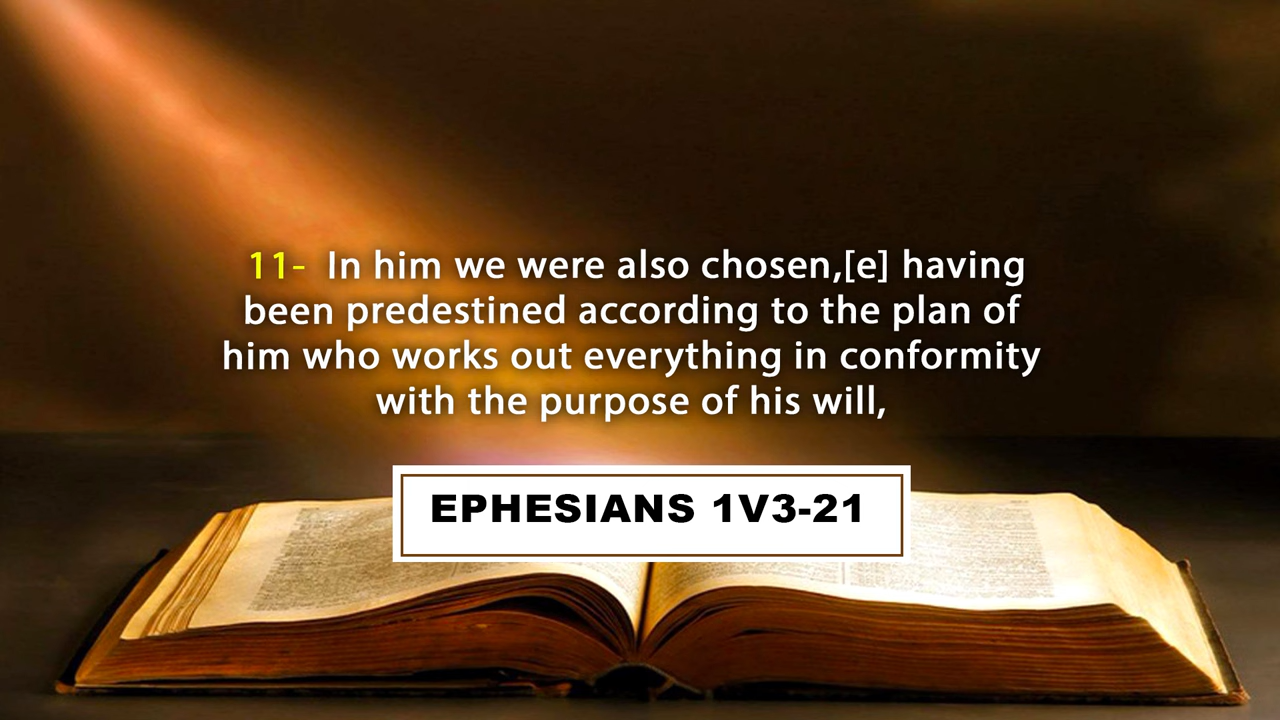 11- In him we were also chosen,[e] having
been predestined according to the plan of
him who works out everything in conformity
with the purpose of his will,
EPHESIANS 1V3-21